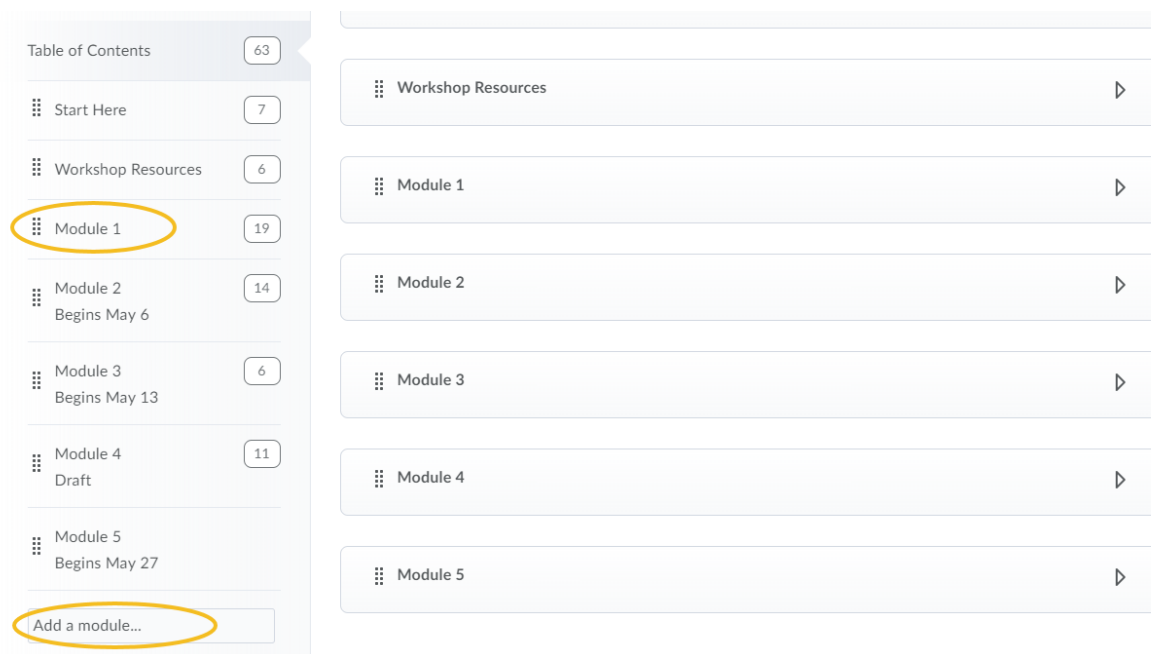 Table of Contents 63
Start Here 7
Workshop Resources 6
Module 1 19
Module 2 14
Begins May 6
Module 3 6
Begins May 13
Module 4 11
Draft
Module 5
Begins May 27
Add a module...
Workshop Resources
Module 1
Module 2
Module 3
Module 4
Module 5